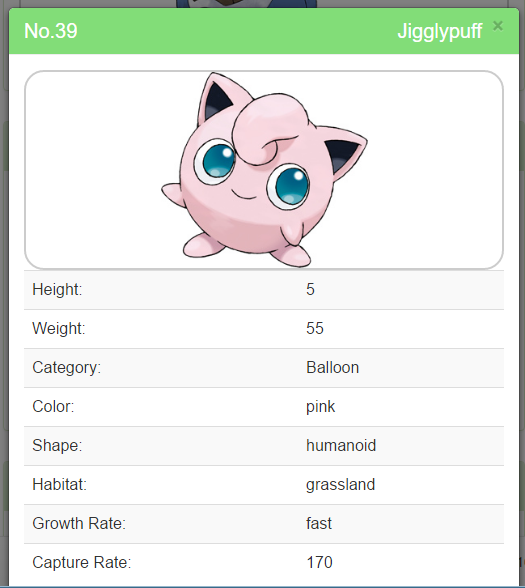 No.39 Jigglypuff ×
Height: 5
Weight: 55
Category: Balloon
Color: pink
Shape: humanoid
Habitat: grassland
Growth Rate: fast
Capture Rate: 170